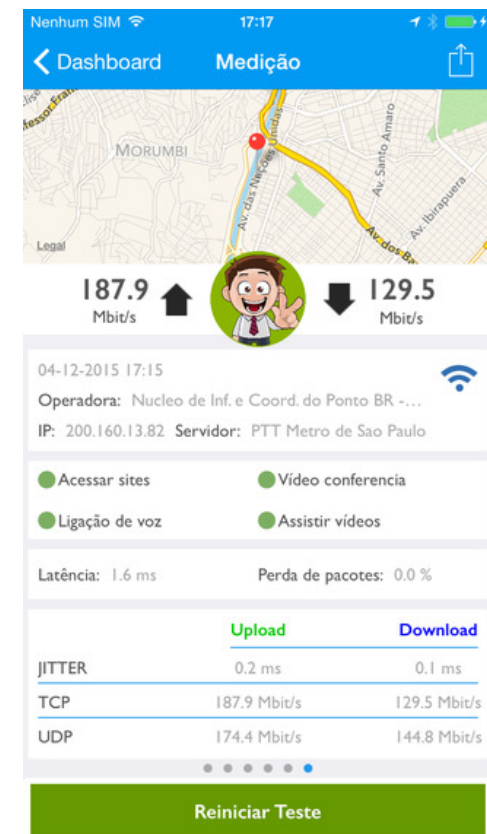 Nenhum SIM 17:17
Dashboard Medição
MORUMBI
Av. das Nações Unidas
Av. Santo Amaro
Av. Ibirapuera
Av. dos Ba
Legal
187.9 129.5
Mbit/s Mbit/s
04-12-2015 17:15
Operadora: Nucleo de Inf. e Coord. do Ponto BR -...
IP: 200.160.13.82 Servidor: PTT Metro de Sao Paulo
Acessar sites Vídeo conferencia
Ligação de voz Assistir vídeos
Latência: 1.6 ms Perda de pacotes: 0.0 %
Upload Download
JITTER 0.2 ms 0.1 ms
TCP 187.9 Mbit/s 129.5 Mbit/s
UDP 174.4 Mbit/s 144.8 Mbit/s
Reiniciar Teste